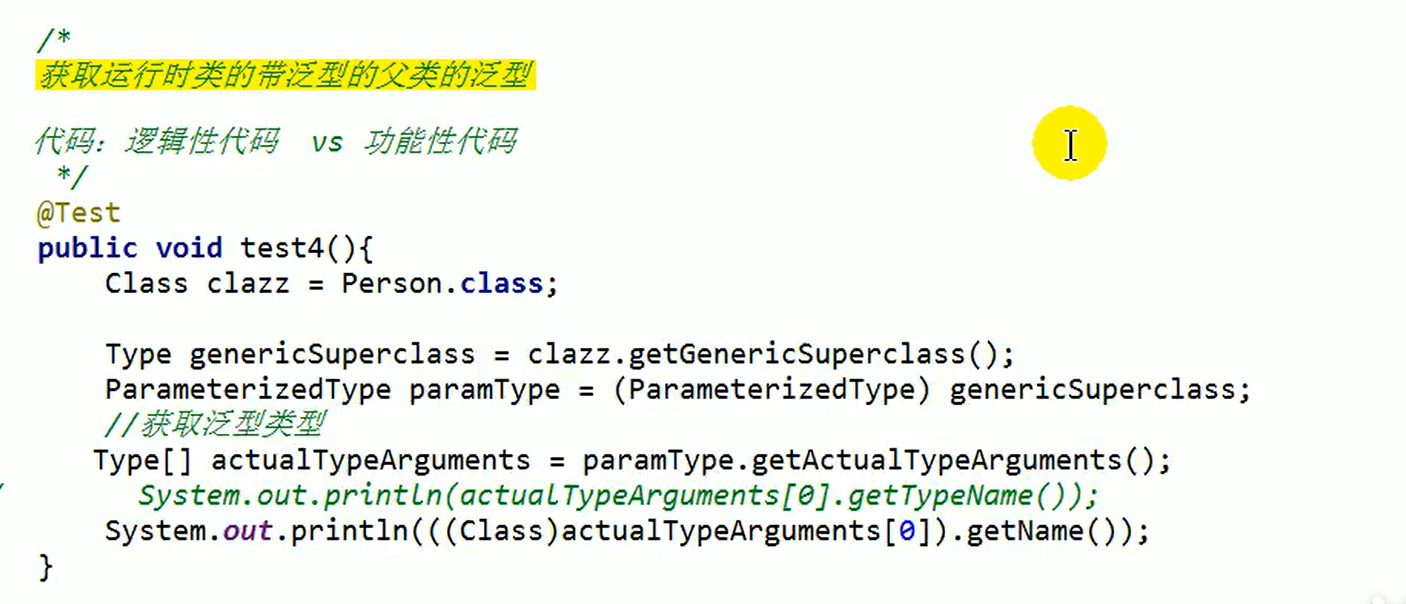 /*
获取运行时类的带泛型的父类的泛型
代码：逻辑性代码  vs 功能性代码
*/
@Test
public void test4(){
Class clazz = Person.class;
Type genericSuperclass = clazz.getGenericSuperclass();
ParameterizedType paramType = (ParameterizedType) genericSuperclass;
//获取泛型类型
Type[] actualTypeArguments = paramType.getActualTypeArguments();
System.out.println(actualTypeArguments[0].getTypeName());
System.out.println(((Class)actualTypeArguments[0]).getName());
}